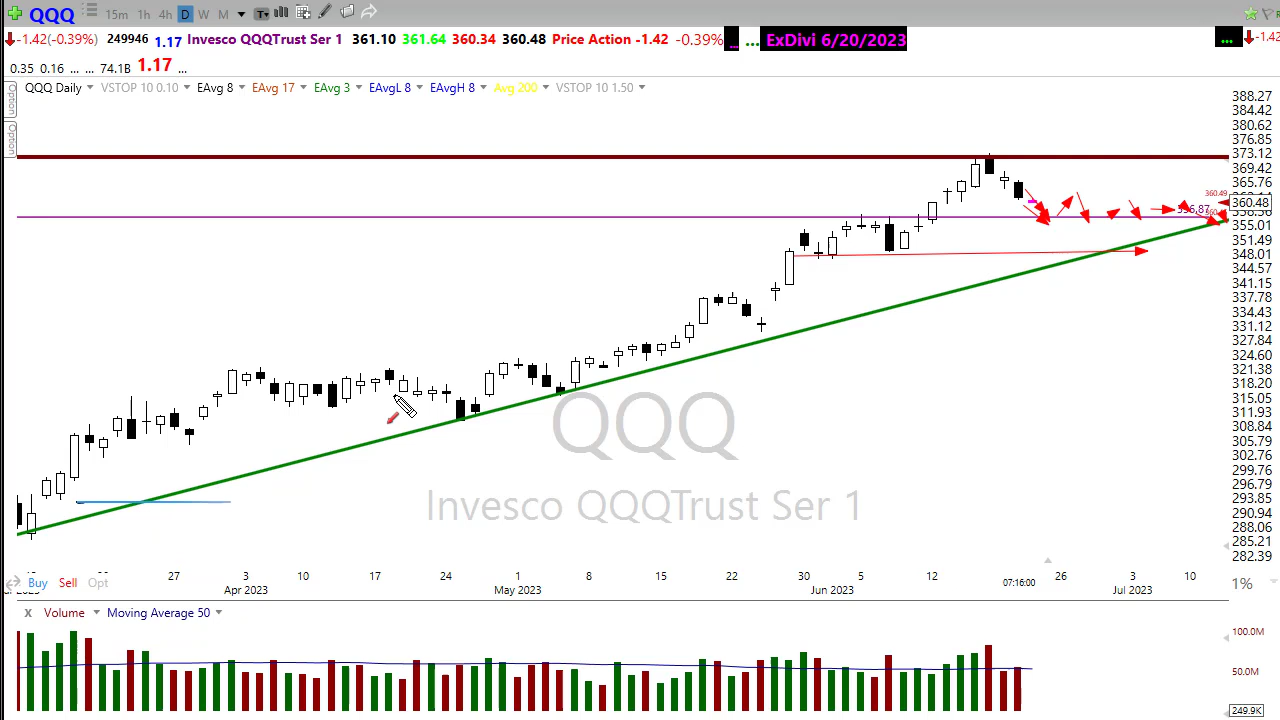 QQQ 15m 1h 4h D W M T
-1.42(-0.39%) 249946 1.17 Invesco QQQTrust Ser 1 361.10 361.64 360.34 360.48 Price Action -1.42 -0.39% ... ... ExDivi 6/20/2023 ... -1.42
0.35 0.16 ... ... 74.1B 1.17 ...
QQQ Daily VSTOP 10 0.10 EAvg 8 EAvg 17 EAvg 3 EAvgL 8 EAvgH 8 Avg 200 VSTOP 10 1.50
Option
Option
388.27
384.42
380.62
376.85
373.12
369.42
365.76
360.49
360.48
356.87
355.01
351.49
348.01
344.57
341.15
337.78
334.43
331.12
327.84
324.60
321.38
318.20
315.05
311.93
308.84
305.79
302.76
299.76
296.79
293.85
290.94
288.06
285.21
282.39
QQQ
Invesco QQQTrust Ser 1
Buy Sell Opt
27 3 10 17 24 1 8 15 22 30 5 12 26 3 10
Apr 2023 May 2023 Jun 2023 07:16:00 Jul 2023
1%
X Volume Moving Average 50
100.0M
50.0M
249.9K